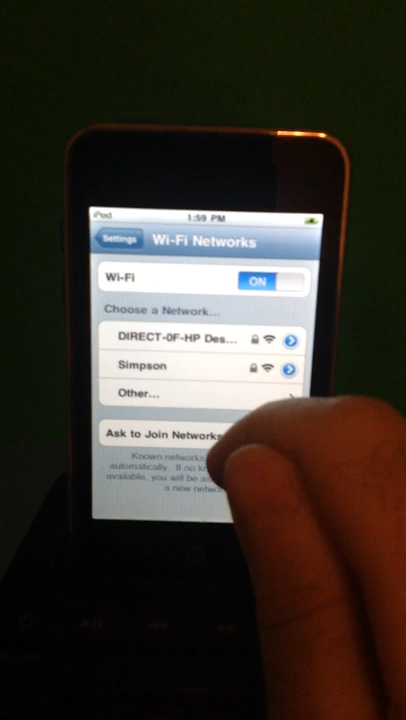 iPod 1:59 PM
Settings Wi-Fi Networks
Wi-Fi ON
Choose a Network...
DIRECT-0F-HP Des...
Simpson
Other...
Ask to Join Networks
Known networks
automatically. If no
available, you will be
a new